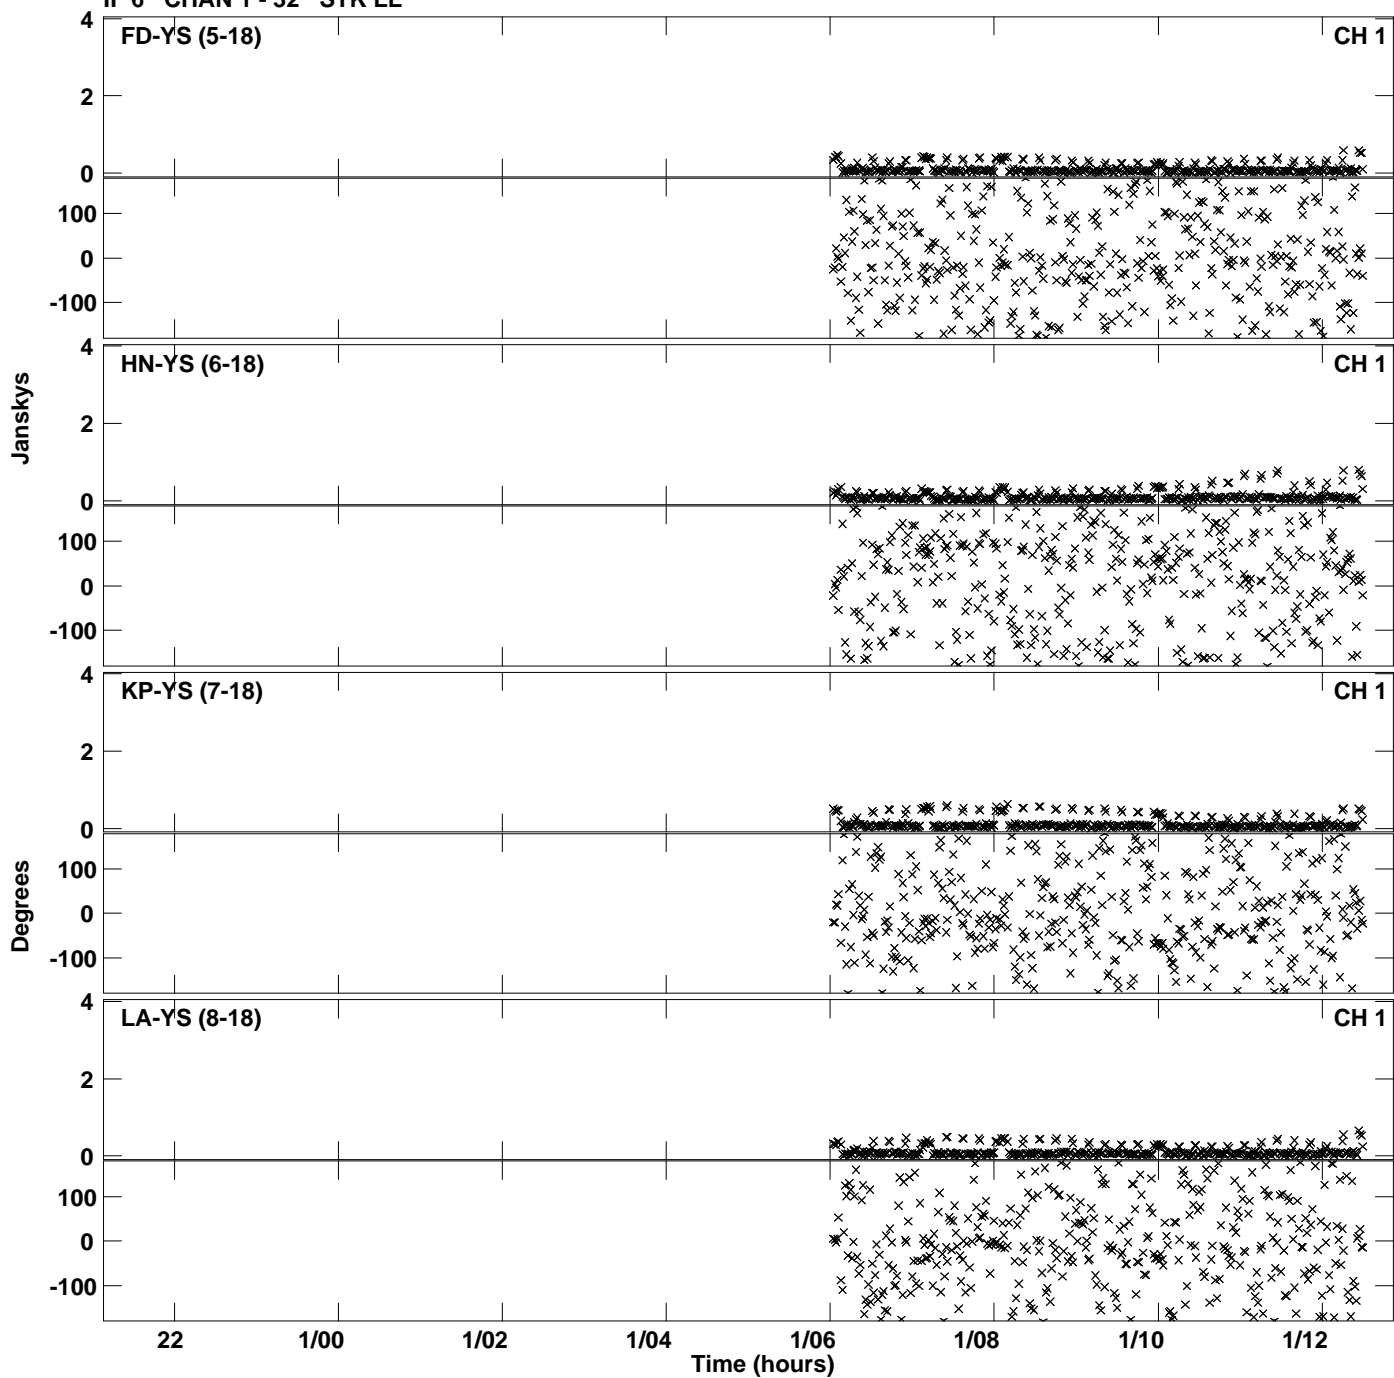 IF 6 CHAN 1 - 32 STK LL
4
FD-YS (5-18)
CH 1
2
0
100
0
-100
4
HN-YS (6-18)
CH 1
2
0
100
0
-100
Janskys
4
KP-YS (7-18)
CH 1
2
0
100
0
-100
Degrees
4
LA-YS (8-18)
CH 1
2
0
100
0
-100
22 1/00 1/02 1/04 1/06 1/08 1/10 1/12
Time (hours)